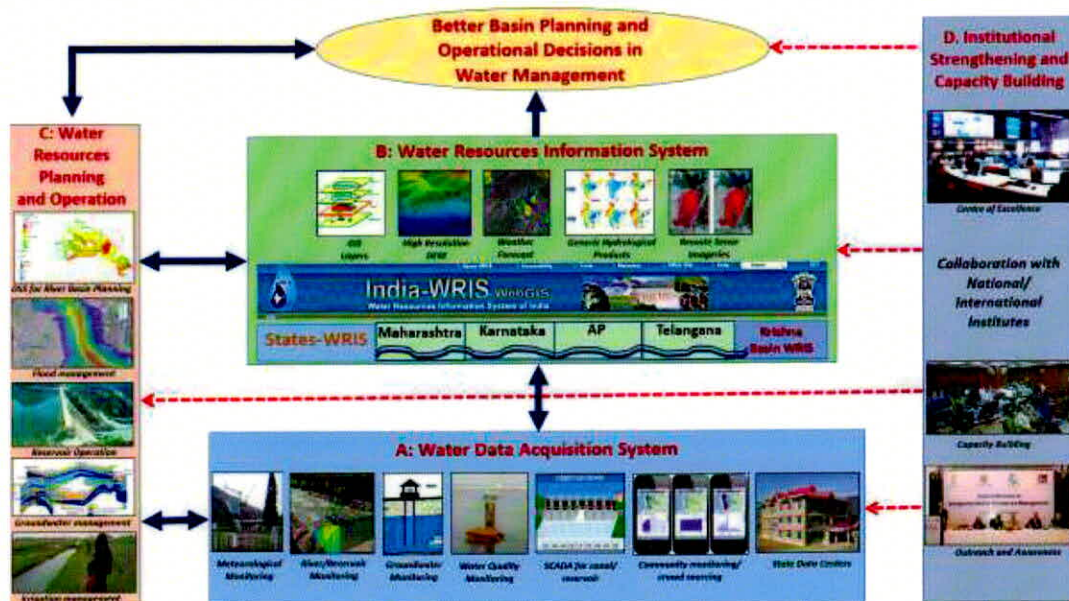 Better Basin Planning and
Operational Decisions in
Water Management
D. Institutional
Strengthening and
Capacity Building
C: Water
Resources
Planning
and Operation
B: Water Resources Information System
GIS
Layers
High Resolution
DEM
Weather
Forecast
Generic Hydrological
Products
Remote Sensor
Imageries
Centre of Excellence
DSS for River Basin Planning
India-WRIS WebGIS
Water Resources Information System of India
Collaboration with
National/
International
Institutes
States-WRIS
Maharashtra
Karnataka
AP
Telangana
Krishna
Basin WRIS
Flood management
Reservoir Operation
Capacity Building
A: Water Data Acquisition System
Groundwater management
Meteorological
Monitoring
River/Reservoir
Monitoring
Groundwater
Monitoring
Water Quality
Monitoring
SCADA for canal/
reservoir
Community monitoring/
crowd sourcing
State Data Centers
Outreach and Awareness
Irrigation management